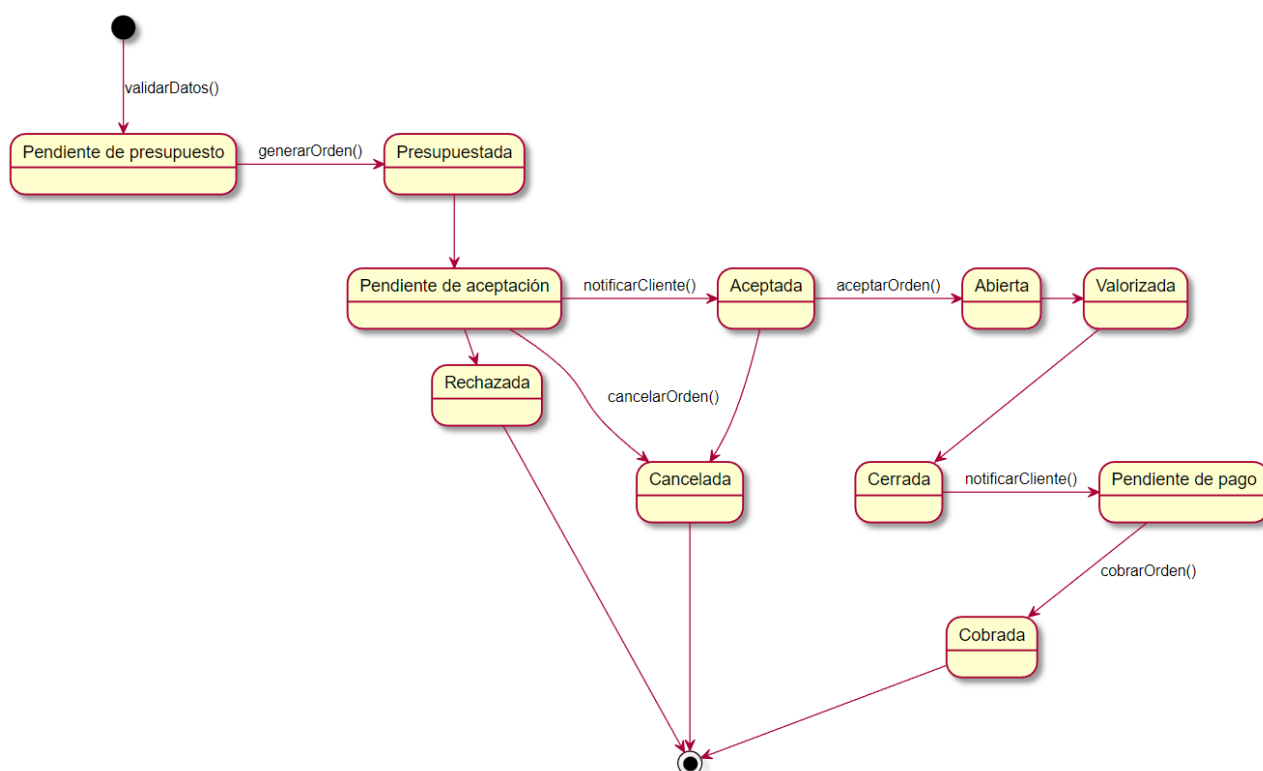 validarDatos()
Pendiente de presupuesto
generarOrden()
Presupuestada
Pendiente de aceptación
notificarCliente()
Aceptada
aceptarOrden()
Abierta
Valorizada
Rechazada
cancelarOrden()
Cancelada
Cerrada
notificarCliente()
Pendiente de pago
cobrarOrden()
Cobrada